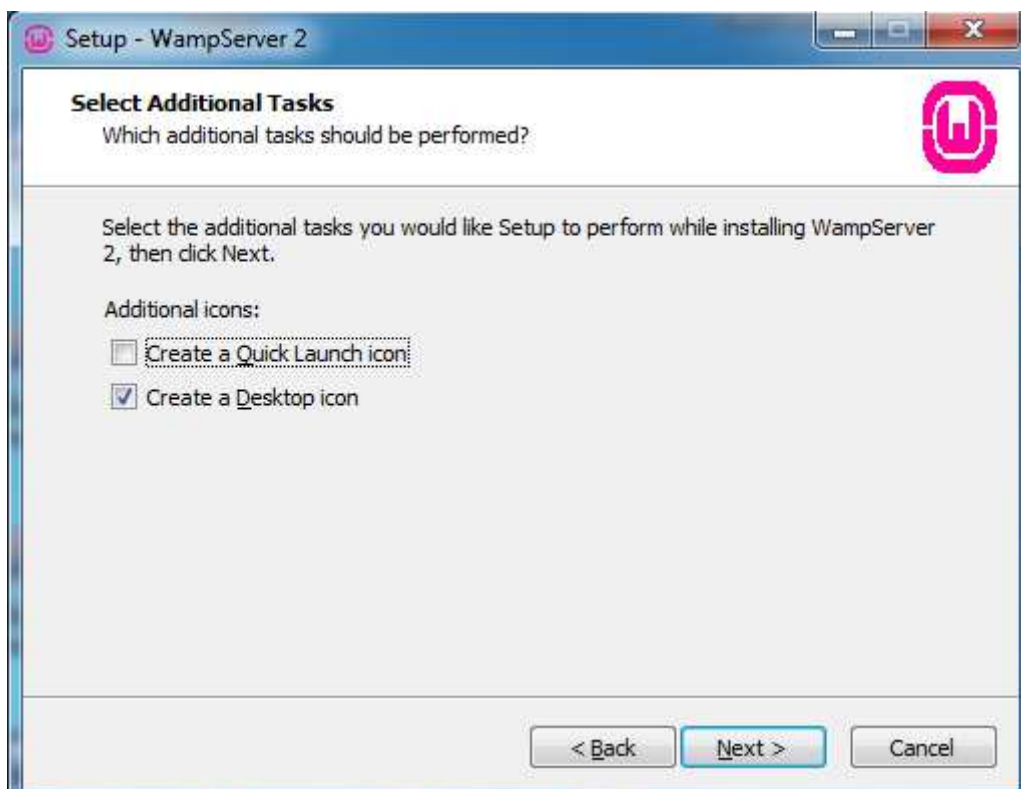 Setup - WampServer 2
Select Additional Tasks
Which additional tasks should be performed?
Select the additional tasks you would like Setup to perform while installing WampServer
2, then click Next.
Additional icons:
Create a Quick Launch icon
Create a Desktop icon
< Back Next > Cancel